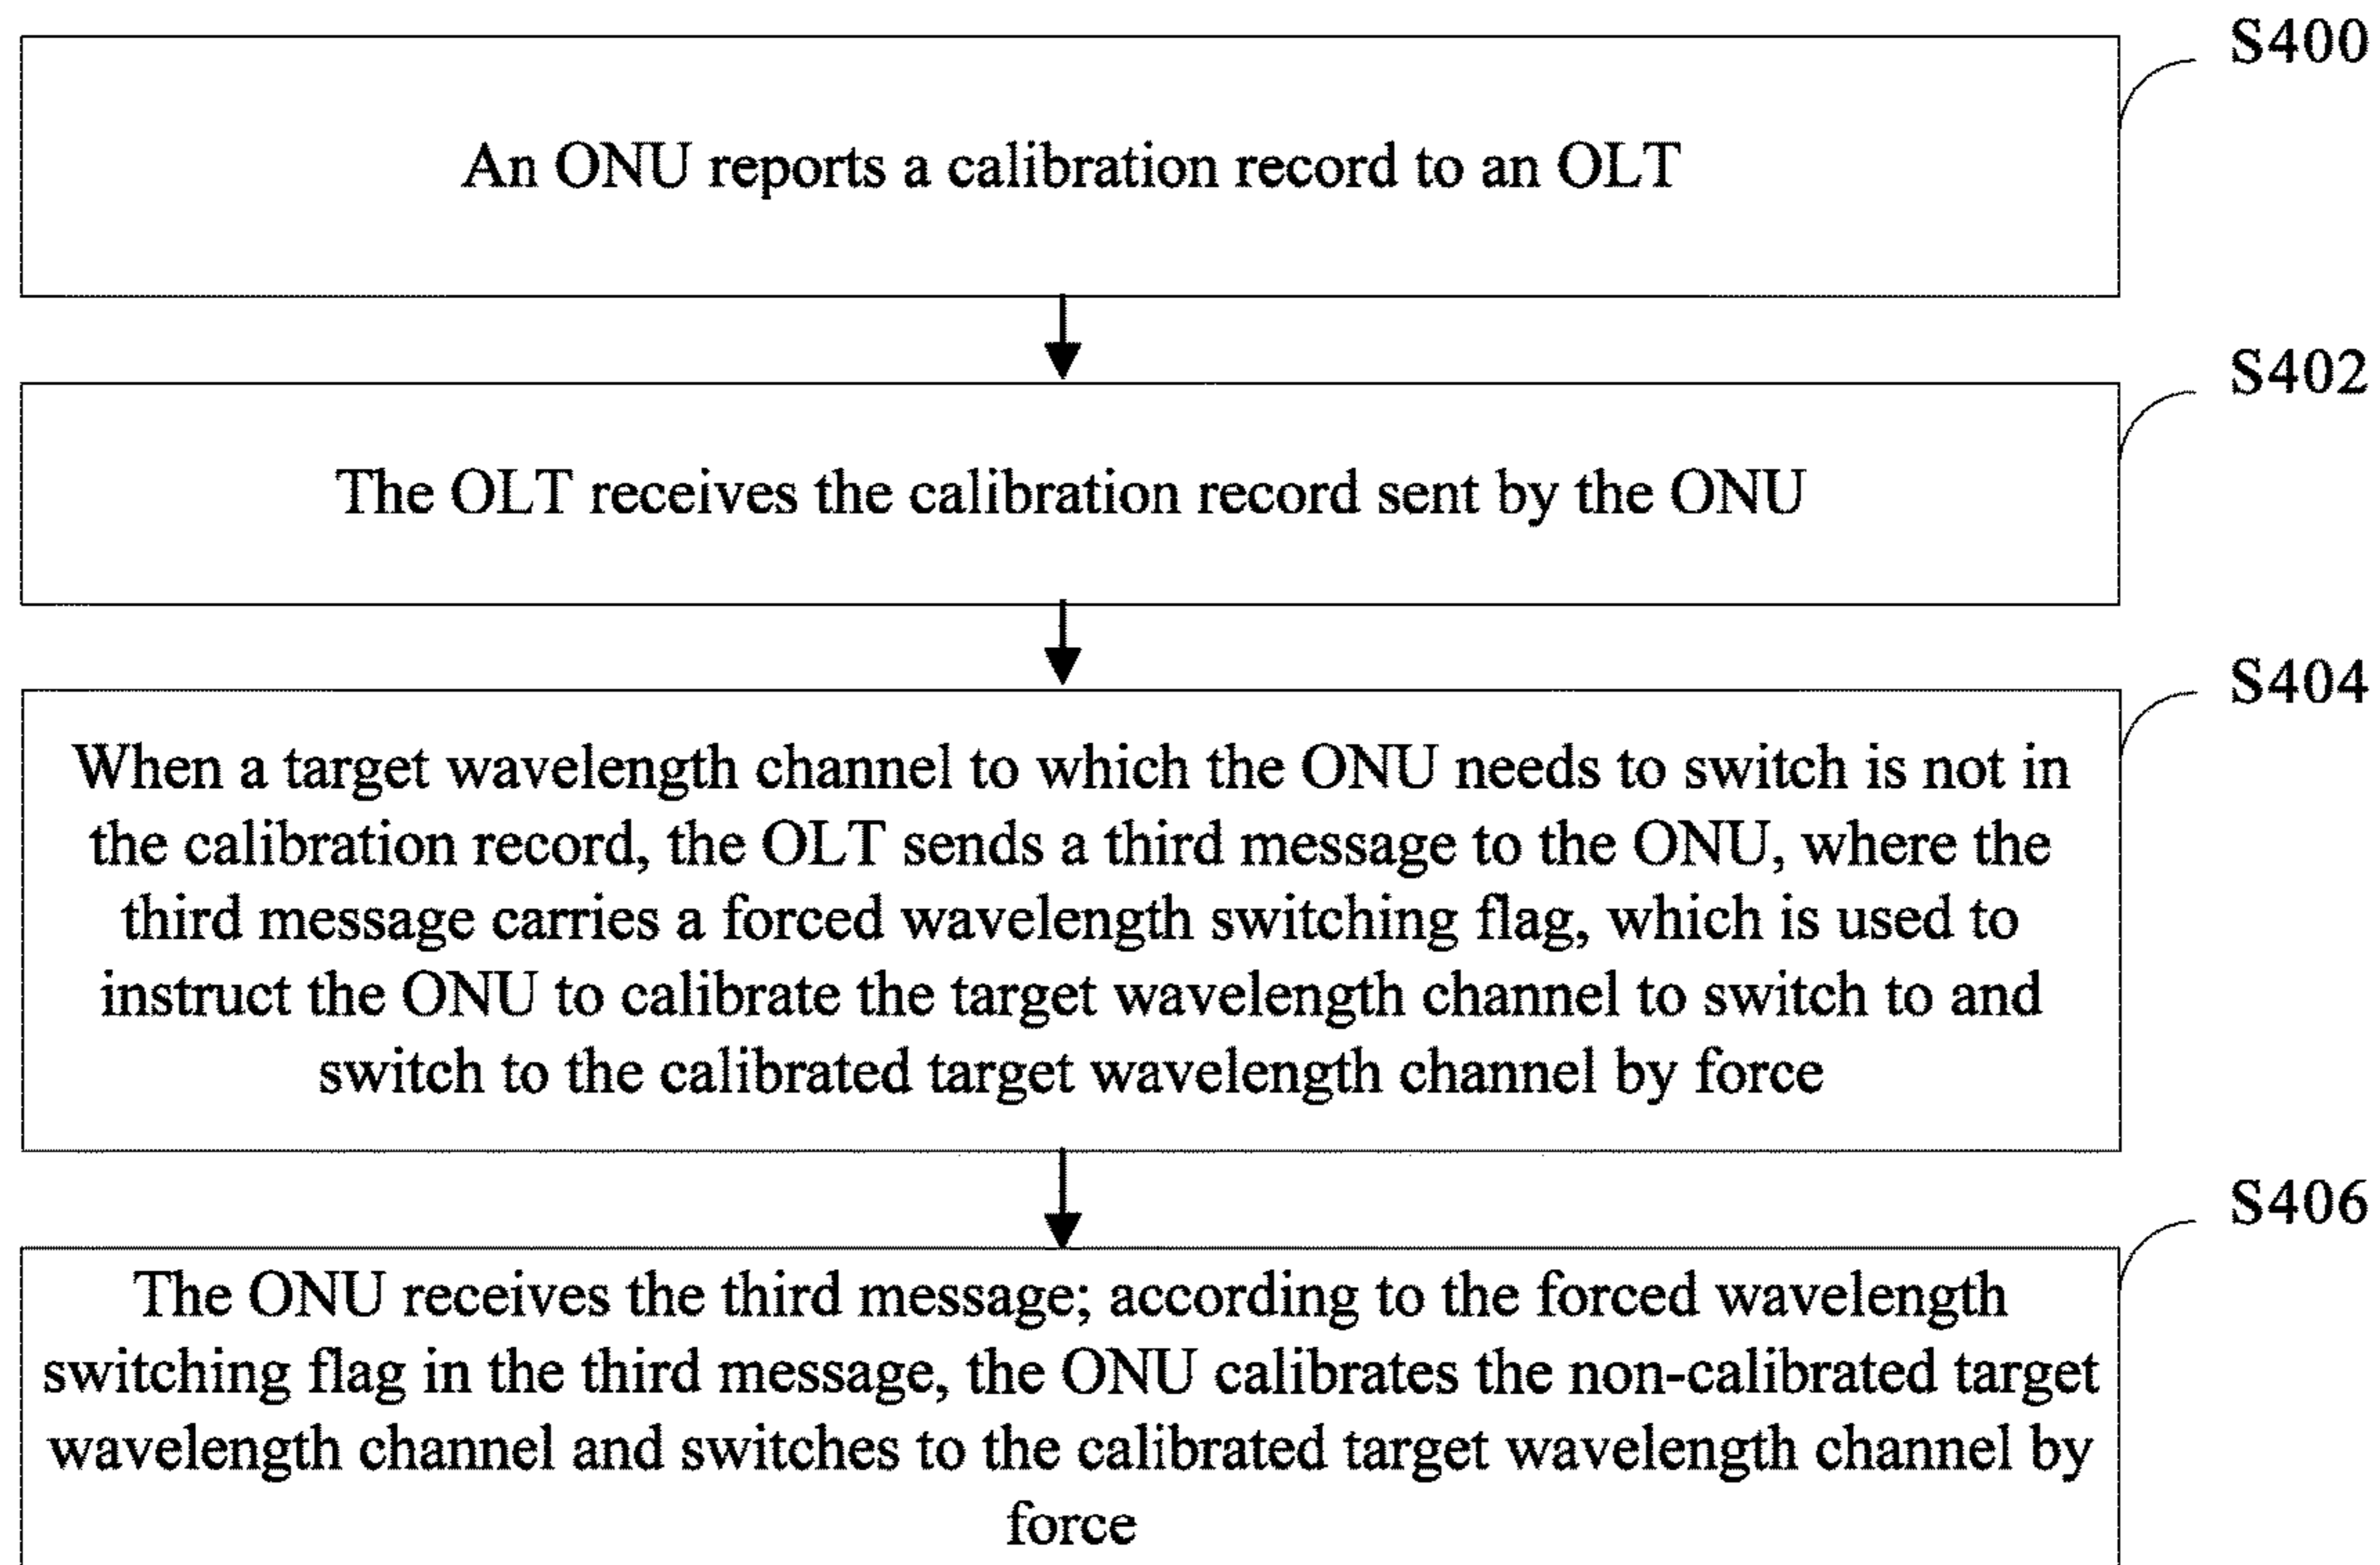 S400
An ONU reports a calibration record to an OLT
S402
The OLT receives the calibration record sent by the ONU
S404
When a target wavelength channel to which the ONU needs to switch is not in
the calibration record, the OLT sends a third message to the ONU, where the
third message carries a forced wavelength switching flag, which is used to
instruct the ONU to calibrate the target wavelength channel to switch to and
switch to the calibrated target wavelength channel by force
S406
The ONU receives the third message; according to the forced wavelength
switching flag in the third message, the ONU calibrates the non-calibrated target
wavelength channel and switches to the calibrated target wavelength channel by
force